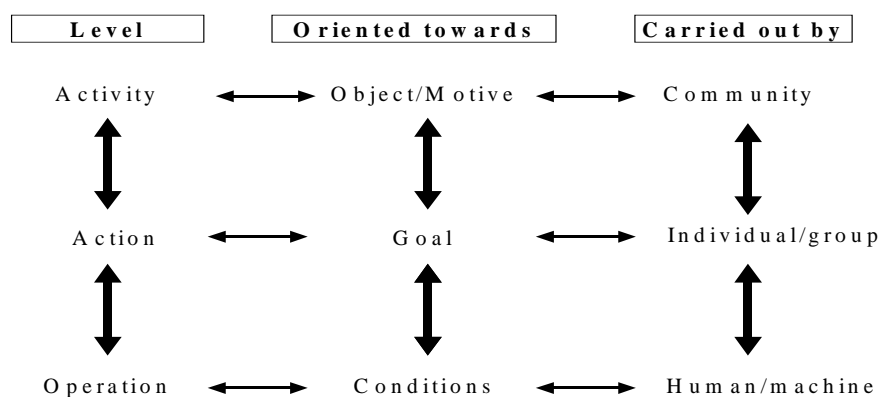 Level Oriented towards Carried out by
Activity Object/Motive Community
Action Goal Individual/group
Operation Conditions Human/machine